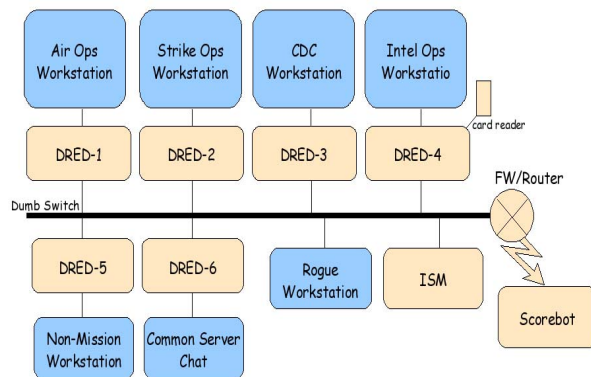 Air Ops
Workstation
Strike Ops
Workstation
CDC
Workstation
Intel Ops
Workstatio
card reader
DRED-1
DRED-2
DRED-3
DRED-4
FW/Router
Dumb Switch
DRED-5
DRED-6
Rogue
Workstation
ISM
Scorebot
Non-Mission
Workstation
Common Server
Chat